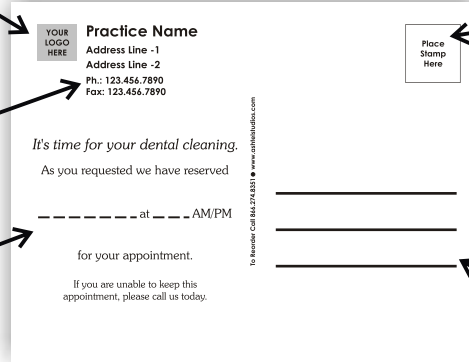 YOUR
LOGO
HERE
Practice Name
Address Line -1
Address Line -2
Ph.: 123.456.7890
Fax: 123.456.7890
Place
Stamp
Here
It's time for your dental cleaning.
As you requested we have reserved
_ _ _ _ _ _ _ at _ _ _ AM/PM
for your appointment.
If you are unable to keep this
appointment, please call us today.
To Reorder Call 866.274.8351 ● www.ashtelstudios.com